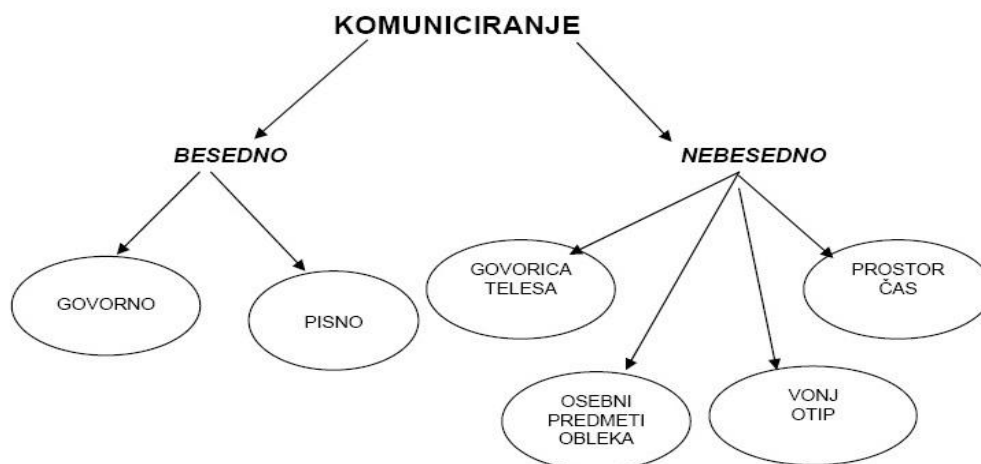 KOMUNICIRANJE
BESEDNO
NEBESEDNO
GOVORNO
PISNO
GOVORICA
TELESA
PROSTOR
ČAS
OSEBNI
PREDMETI
OBLEKA
VONJ
OTIP